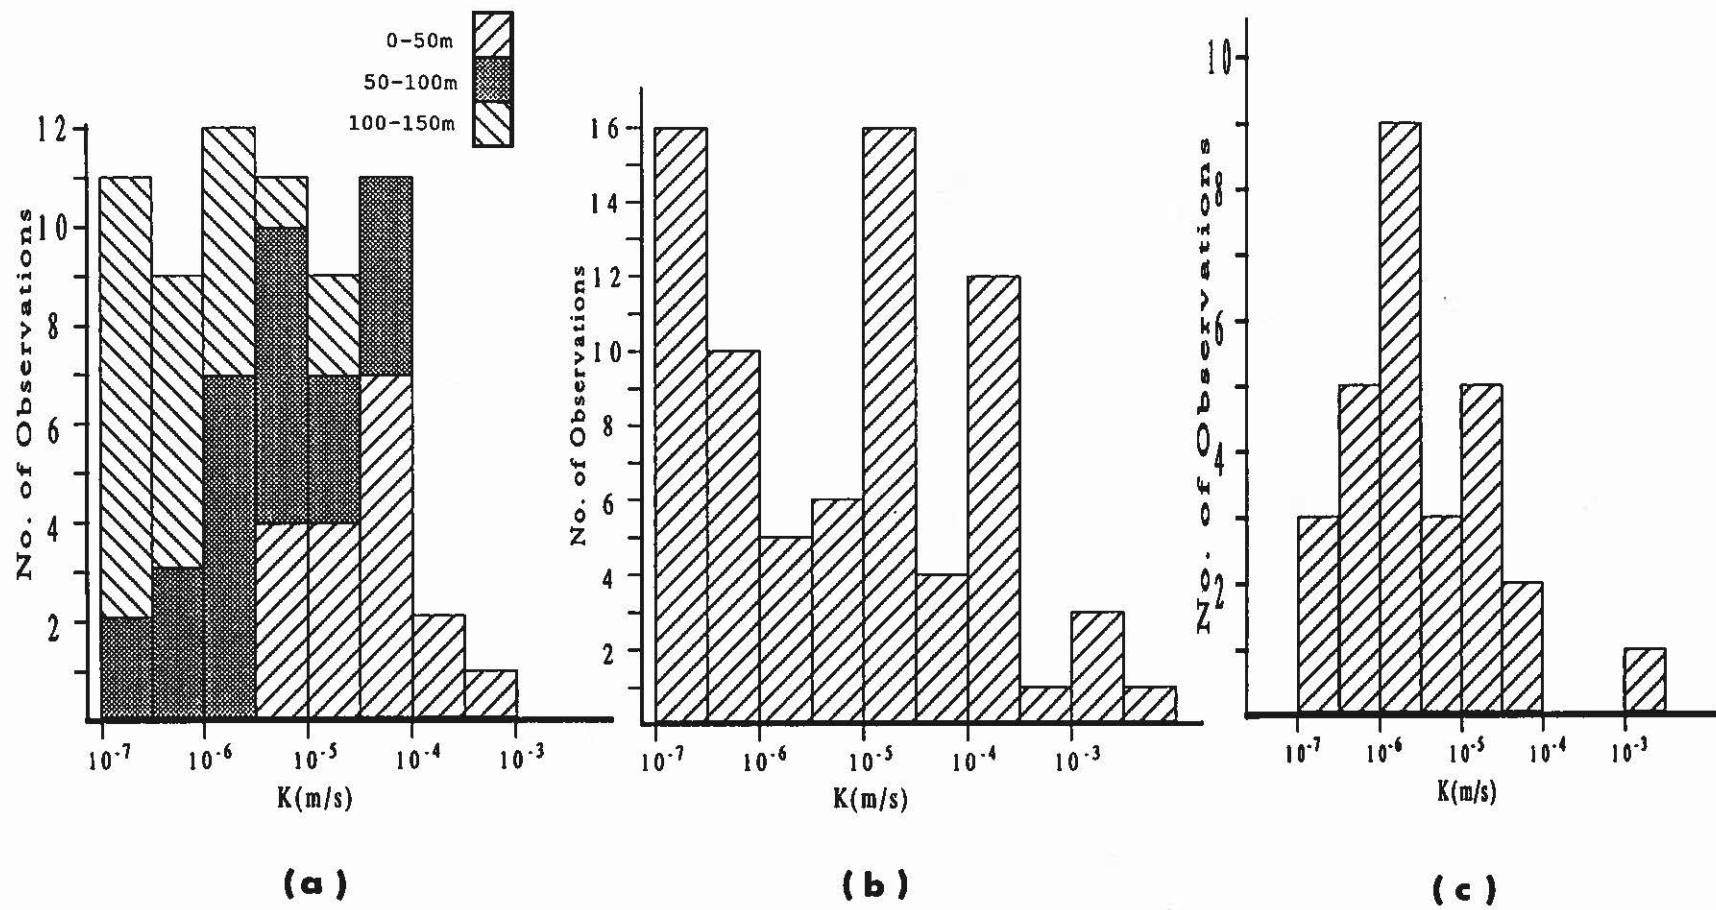 0-50m
50-100m
100-150m
No. of Observations
12
10
8
6
4
2
10⁻⁷ 10⁻⁶ 10⁻⁵ 10⁻⁴ 10⁻³
K(m/s)
(a)
No. of Observations
16
14
12
10
8
6
4
2
10⁻⁷ 10⁻⁶ 10⁻⁵ 10⁻⁴ 10⁻³
K(m/s)
(b)
No. of Observations
10
8
6
4
2
10⁻⁷ 10⁻⁶ 10⁻⁵ 10⁻⁴ 10⁻³
K(m/s)
(c)